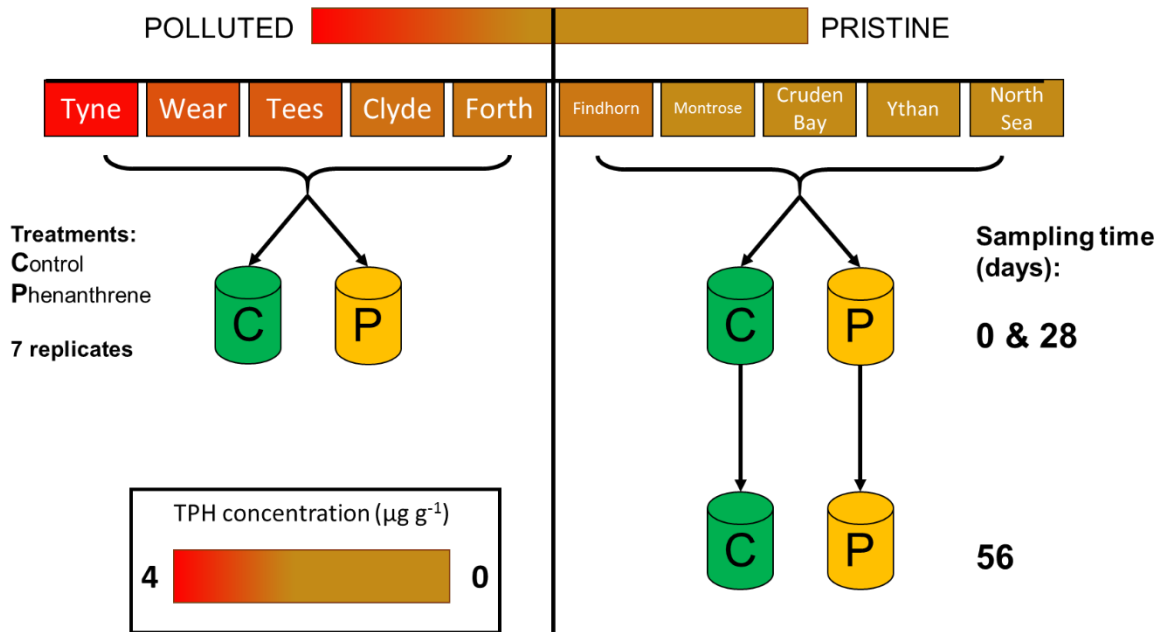 POLLUTED PRISTINE
Tyne Wear Tees Clyde Forth Findhorn Montrose Cruden Bay Ythan North Sea
Treatments:
Control
Phenanthrene
7 replicates
C P C P
Sampling time
(days):
0 & 28
C P
56
TPH concentration (µg g⁻¹)
4 0